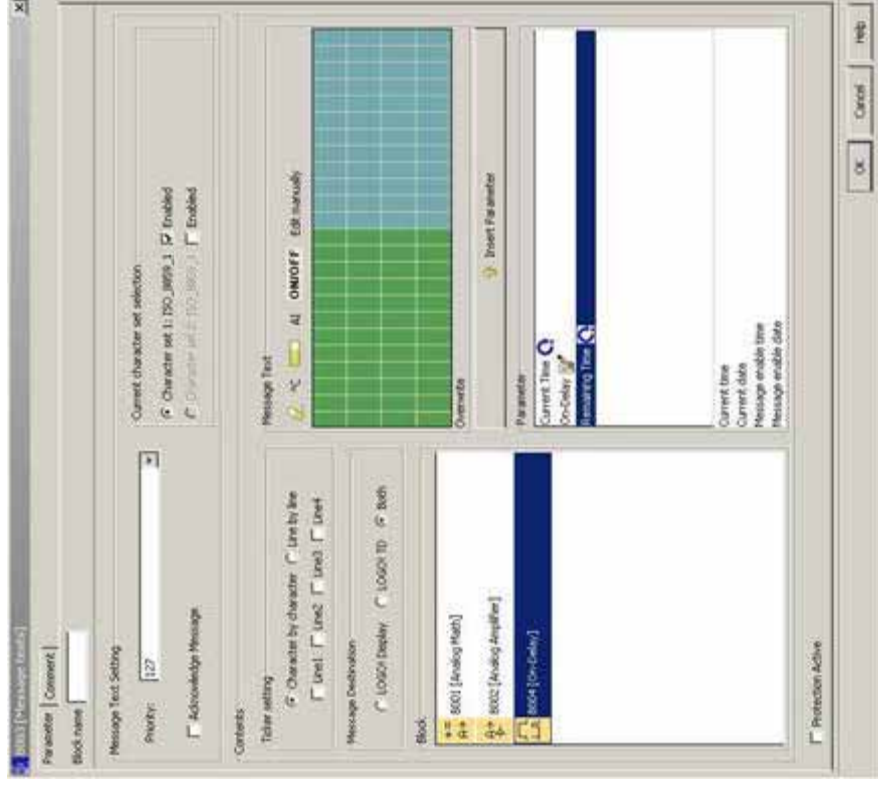 B003 [Message texts]
Parameter
Comment
Block name
Message Text Setting
Priority:
127
Acknowledge Message
Current character set selection
Character set 1: ISO_8859_1
Enabled
Character set 2: ISO_8859_1
Enabled
Contents
Ticker setting
Character by character
Line by line
Line1
Line2
Line3
Line4
Message Destination
LOGO! Display
LOGO! TD
Both
Block
B001 [Analog Math]
B002 [Analog Amplifier]
B004 [On-Delay]
Message Text
°C
AI
ON/OFF
Edit manually
Overwrite
Insert Parameter
Parameter
Current Time
On-Delay
Remaining Time
Current time
Current date
Message enable time
Message enable date
Protection Active
OK
Cancel
Help